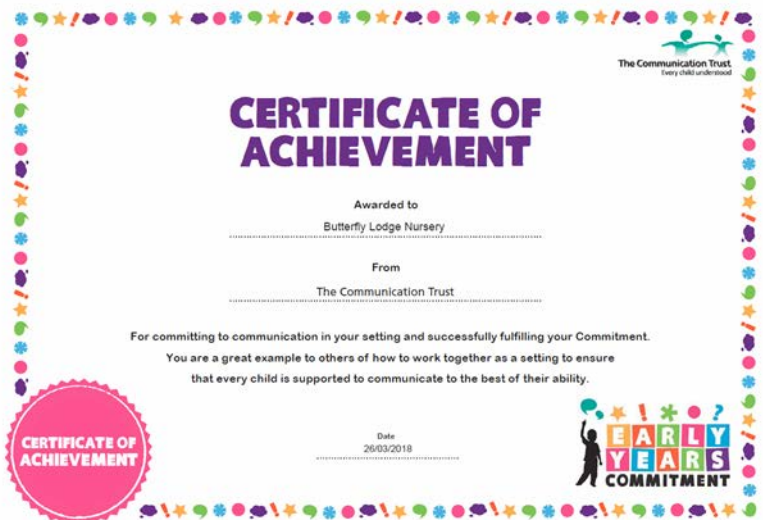 The Communication Trust
Every child understood
CERTIFICATE OF
ACHIEVEMENT
Awarded to
Butterfly Lodge Nursery
From
The Communication Trust
For committing to communication in your setting and successfully fulfilling your Commitment.
You are a great example to others of how to work together as a setting to ensure
that every child is supported to communicate to the best of their ability.
CERTIFICATE OF
ACHIEVEMENT
Date
26/03/2018
EARLY
YEARS
COMMITMENT